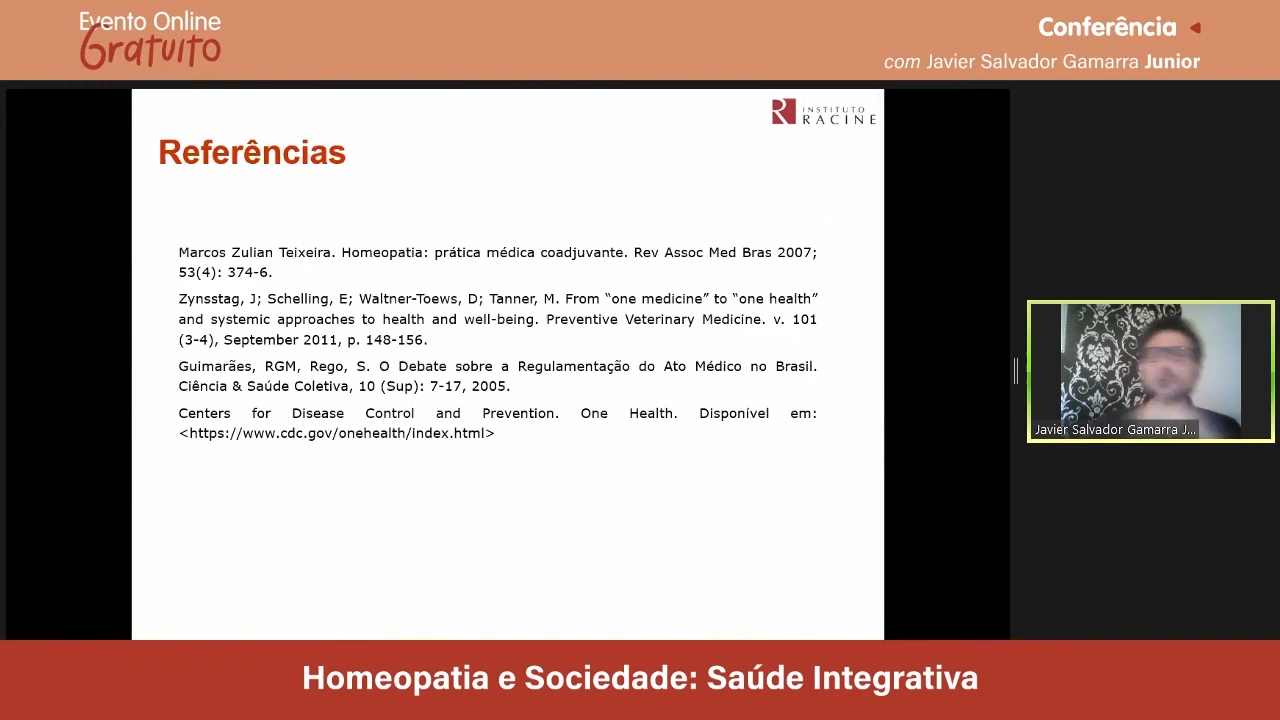 Evento Online
Gratuito
Conferência
com Javier Salvador Gamarra Junior
INSTITUTO
RACINE
Referências
Marcos Zulian Teixeira. Homeopatia: prática médica coadjuvante. Rev Assoc Med Bras 2007;
53(4): 374-6.
Zynsstag, J; Schelling, E; Waltner-Toews, D; Tanner, M. From “one medicine” to “one health”
and systemic approaches to health and well-being. Preventive Veterinary Medicine. v. 101
(3-4), September 2011, p. 148-156.
Guimarães, RGM, Rego, S. O Debate sobre a Regulamentação do Ato Médico no Brasil.
Ciência & Saúde Coletiva, 10 (Sup): 7-17, 2005.
Centers for Disease Control and Prevention. One Health. Disponível em:
<https://www.cdc.gov/onehealth/index.html>
Javier Salvador Gamarra J...
Homeopatia e Sociedade: Saúde Integrativa